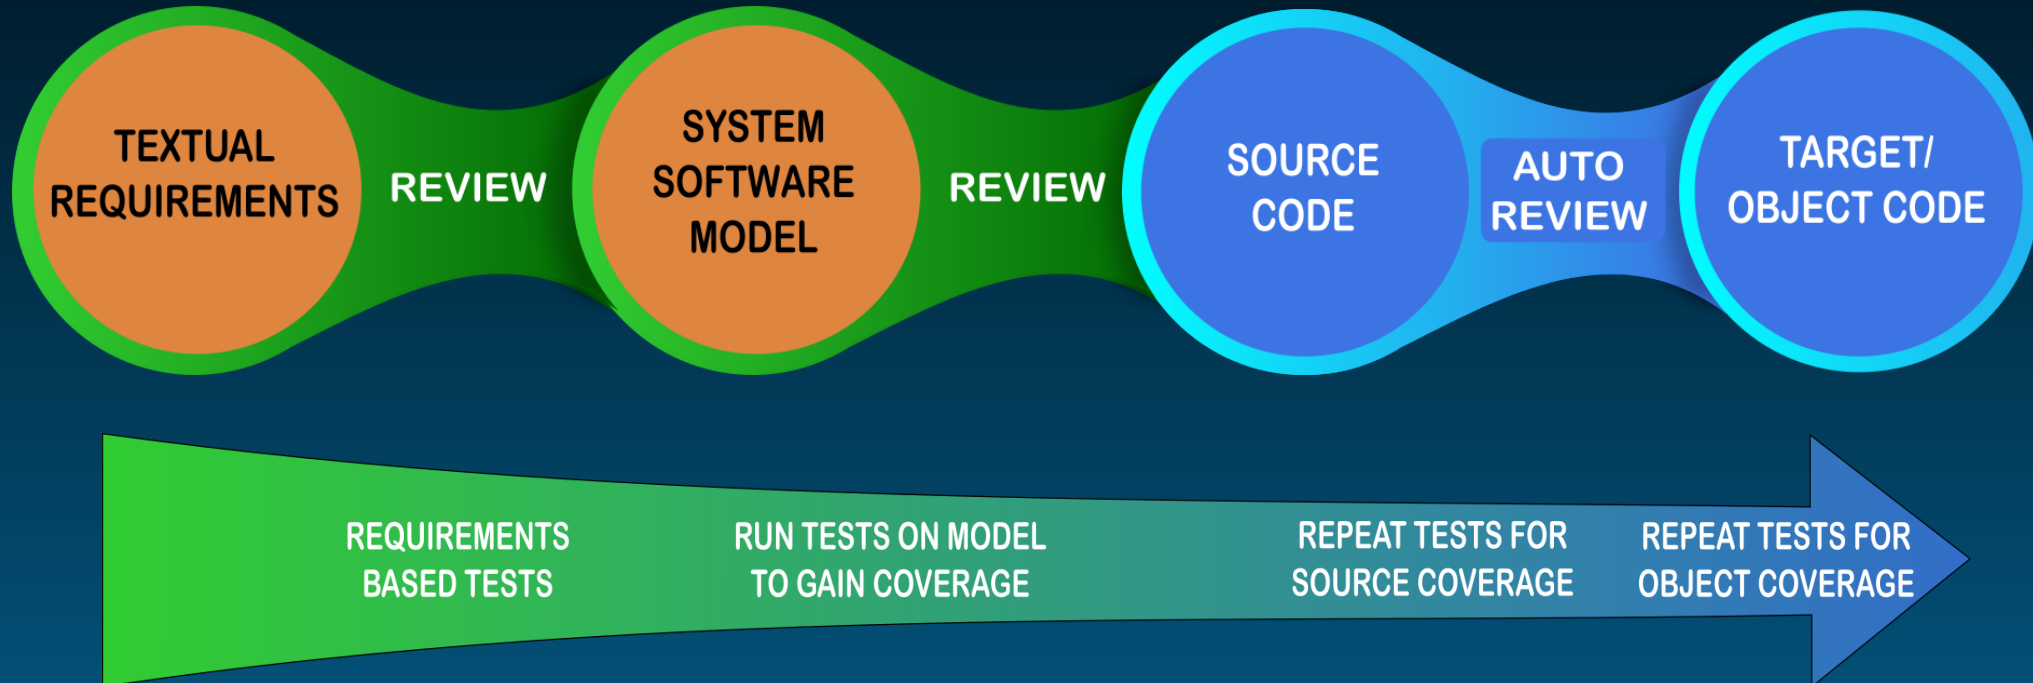 TEXTUAL
REQUIREMENTS
REVIEW
SYSTEM
SOFTWARE
MODEL
REVIEW
SOURCE
CODE
AUTO
REVIEW
TARGET/
OBJECT CODE
REQUIREMENTS
BASED TESTS
RUN TESTS ON MODEL
TO GAIN COVERAGE
REPEAT TESTS FOR
SOURCE COVERAGE
REPEAT TESTS FOR
OBJECT COVERAGE